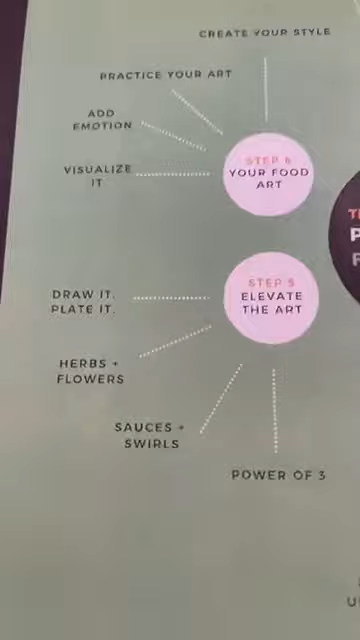 CREATE YOUR STYLE
PRACTICE YOUR ART
ADD
EMOTION
VISUALIZE
IT
STEP 6
YOUR FOOD
ART
STEP 5
ELEVATE
THE ART
DRAW IT.
PLATE IT.
HERBS +
FLOWERS
SAUCES +
SWIRLS
POWER OF 3